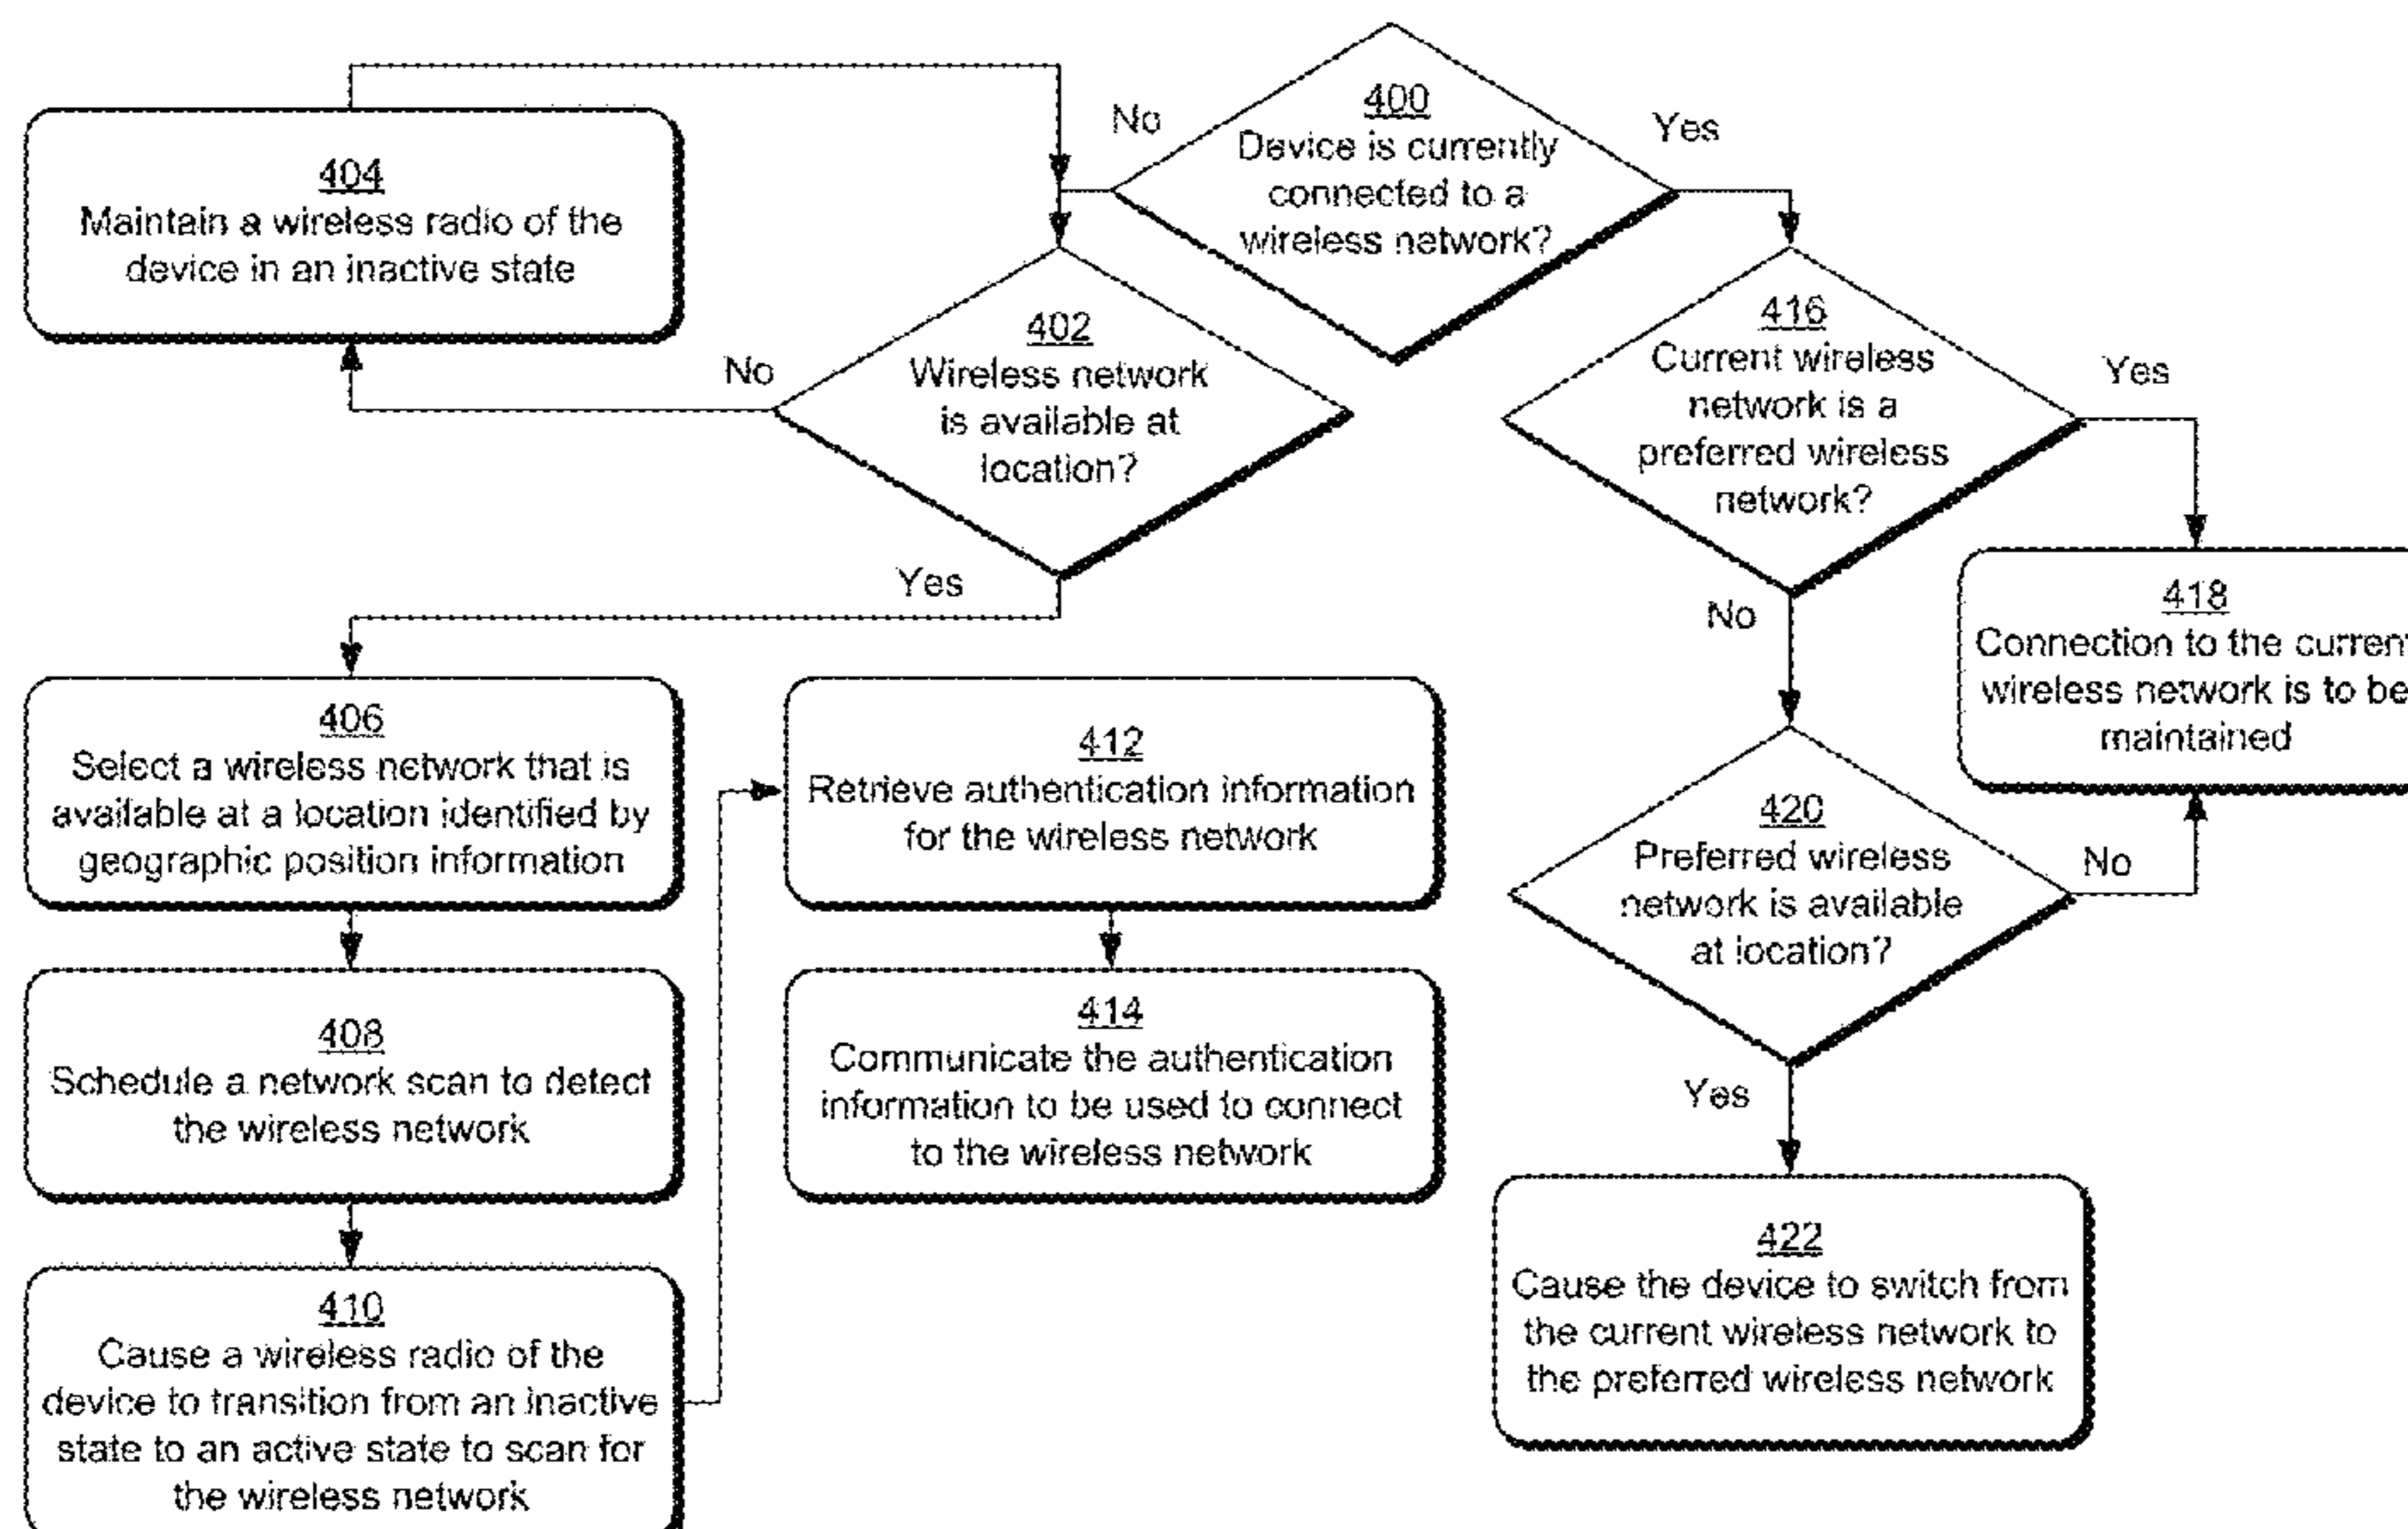 400
Device is currently
connected to a
wireless network?
No
Yes
404
Maintain a wireless radio of the
device in an inactive state
402
Wireless network
is available at
location?
No
Yes
416
Current wireless
network is a
preferred wireless
network?
Yes
No
418
Connection to the current
wireless network is to be
maintained
406
Select a wireless network that is
available at a location identified by
geographic position information
412
Retrieve authentication information
for the wireless network
420
Preferred wireless
network is available
at location?
No
Yes
408
Schedule a network scan to detect
the wireless network
414
Communicate the authentication
information to be used to connect
to the wireless network
422
Cause the device to switch from
the current wireless network to
the preferred wireless network
410
Cause a wireless radio of the
device to transition from an inactive
state to an active state to scan for
the wireless network